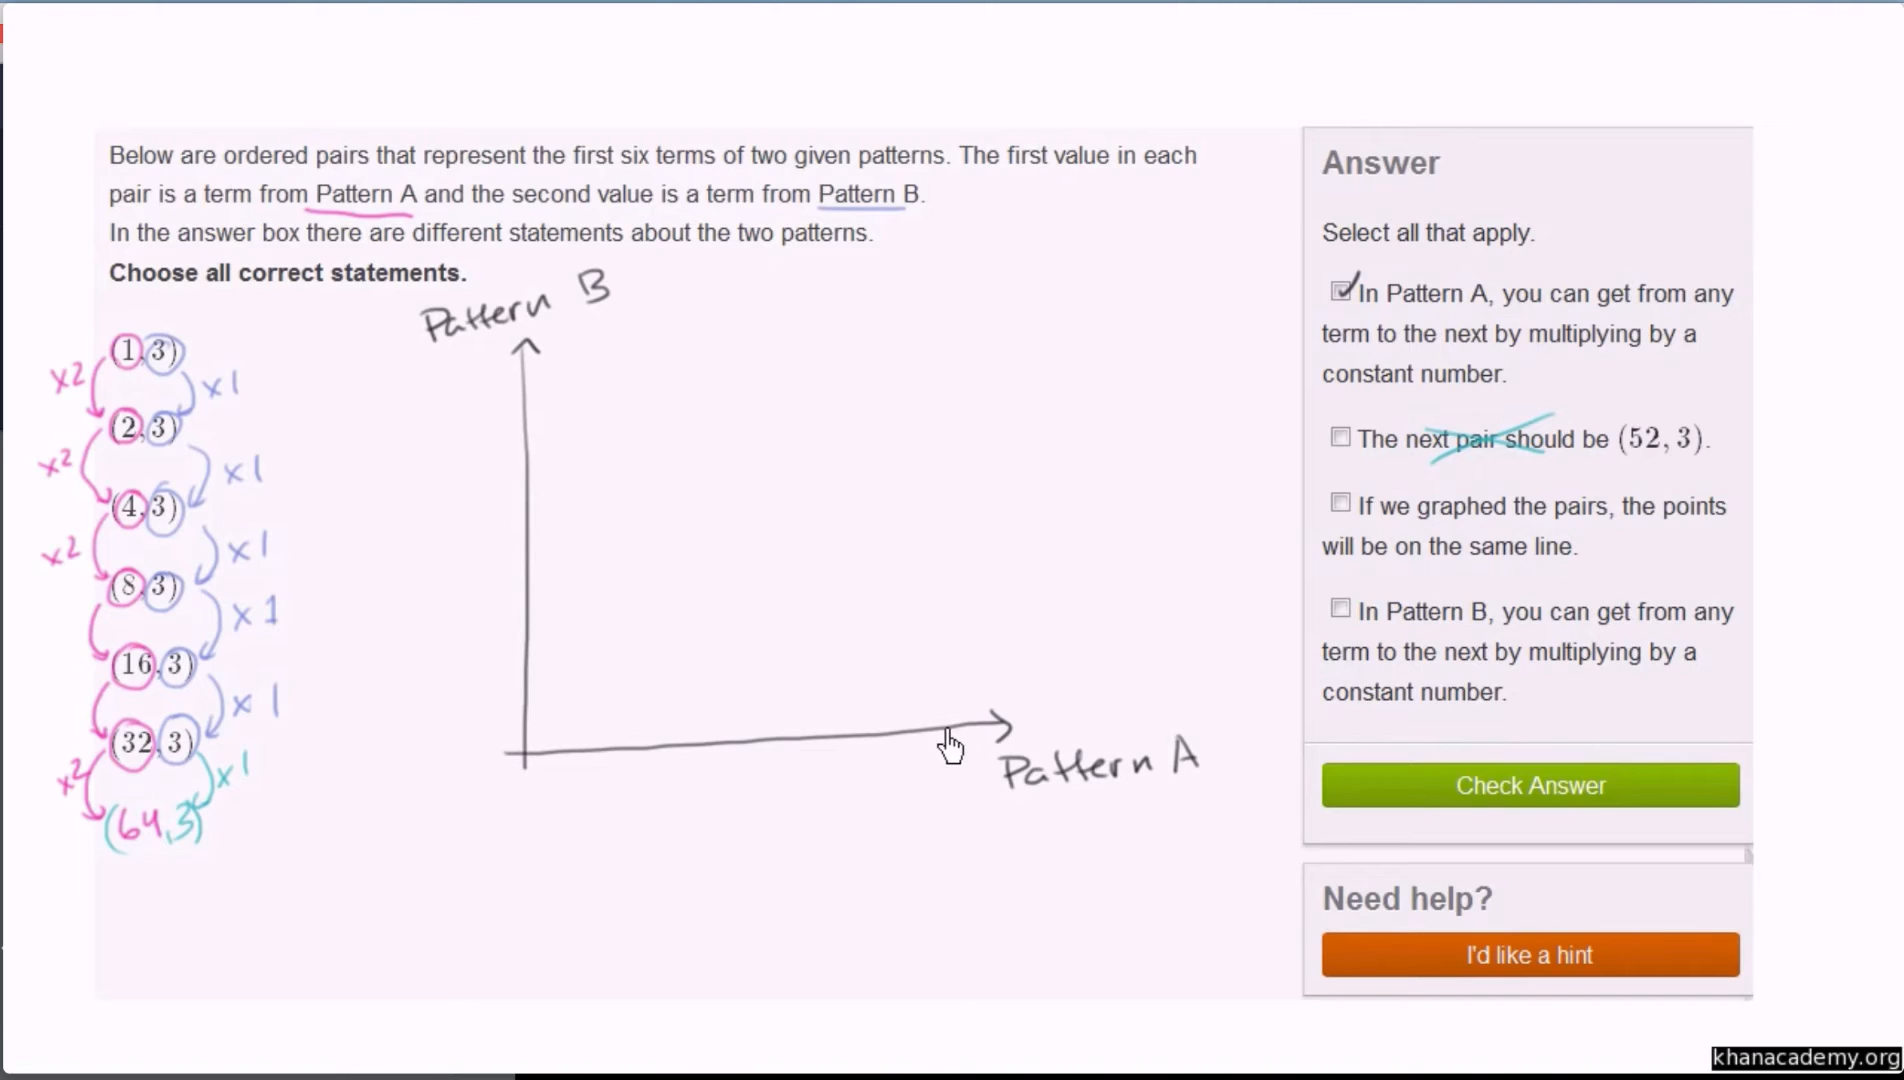 Below are ordered pairs that represent the first six terms of two given patterns. The first value in each
pair is a term from Pattern A and the second value is a term from Pattern B.
In the answer box there are different statements about the two patterns.
Choose all correct statements.
Pattern B
(1, 3)
x2
x1
(2, 3)
x2
x1
(4, 3)
x2
x1
(8, 3)
x1
(16, 3)
x1
(32, 3)
x2
x1
(64, 3)
Pattern A
Answer
Select all that apply.
In Pattern A, you can get from any
term to the next by multiplying by a
constant number.
The next pair should be (52, 3).
If we graphed the pairs, the points
will be on the same line.
In Pattern B, you can get from any
term to the next by multiplying by a
constant number.
Check Answer
Need help?
I'd like a hint
khanacademy.org